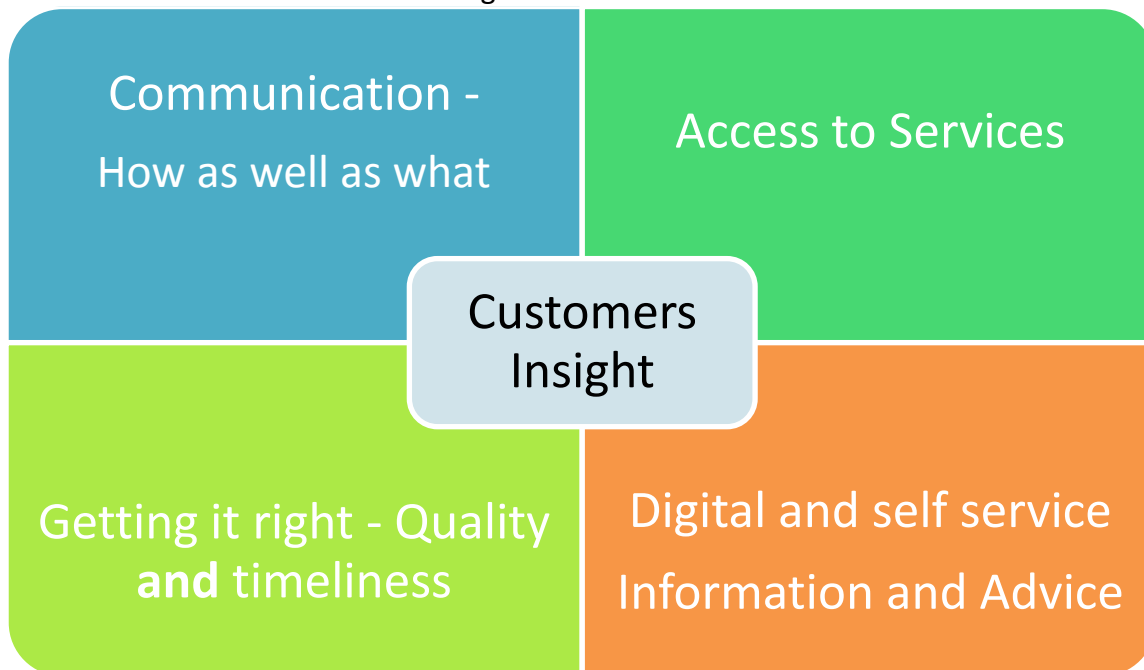 Communication -
How as well as what
Access to Services
Customers
Insight
Getting it right - Quality
and timeliness
Digital and self service
Information and Advice